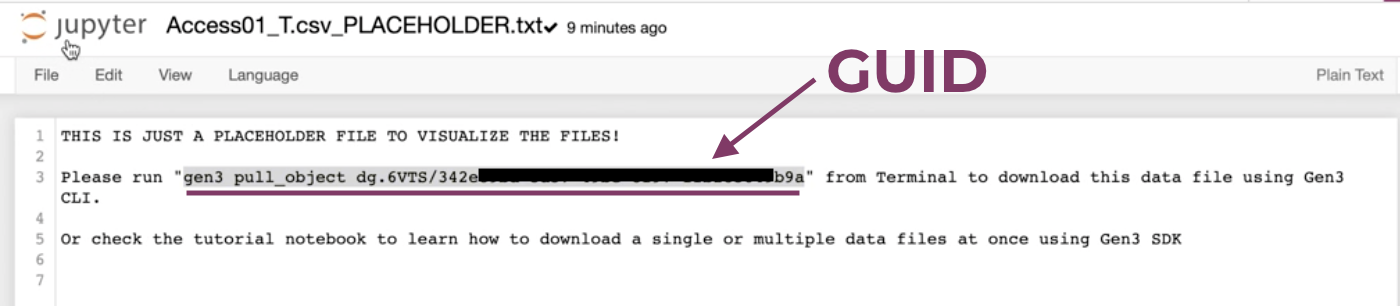 jupyter Access01_T.csv_PLACEHOLDER.txt✔ 9 minutes ago
File Edit View Language Plain Text
GUID
1 THIS IS JUST A PLACEHOLDER FILE TO VISUALIZE THE FILES!
2
3 Please run "gen3 pull_object dg.6VTS/342e b9a" from Terminal to download this data file using Gen3
CLI.
4
5 Or check the tutorial notebook to learn how to download a single or multiple data files at once using Gen3 SDK
6
7